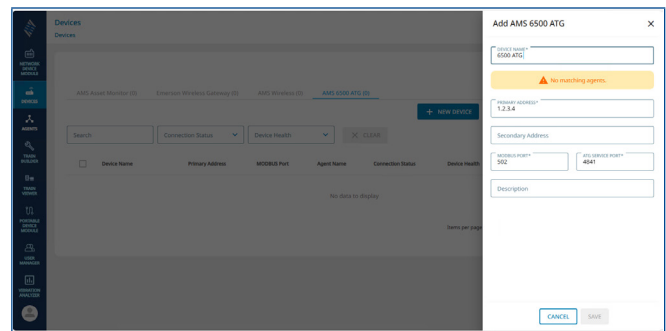 Devices
Devices
NETWORK
DEVICE
MODULE
DEVICES
AGENTS
TREND
BUILDER
TREND
VIEWER
PORTABLE
DEVICE
MODULE
USER
MANAGER
VIBRATION
ANALYZER
AMS Asset Monitor (0)
Emerson Wireless Gateway (0)
AMS Wireless (0)
AMS 6500 ATG (0)
+ NEW DEVICE
Search
Connection Status
Device Health
CLEAR
Device Name
Primary Address
MODBUS Port
Agent Name
Connection Status
Device Health
No data to display.
Items per page
Add AMS 6500 ATG
DEVICE NAME*
6500 ATG
No matching agents.
PRIMARY ADDRESS*
1.2.3.4
Secondary Address
MODBUS PORT*
502
ATG SERVICE PORT*
4841
Description
CANCEL
SAVE